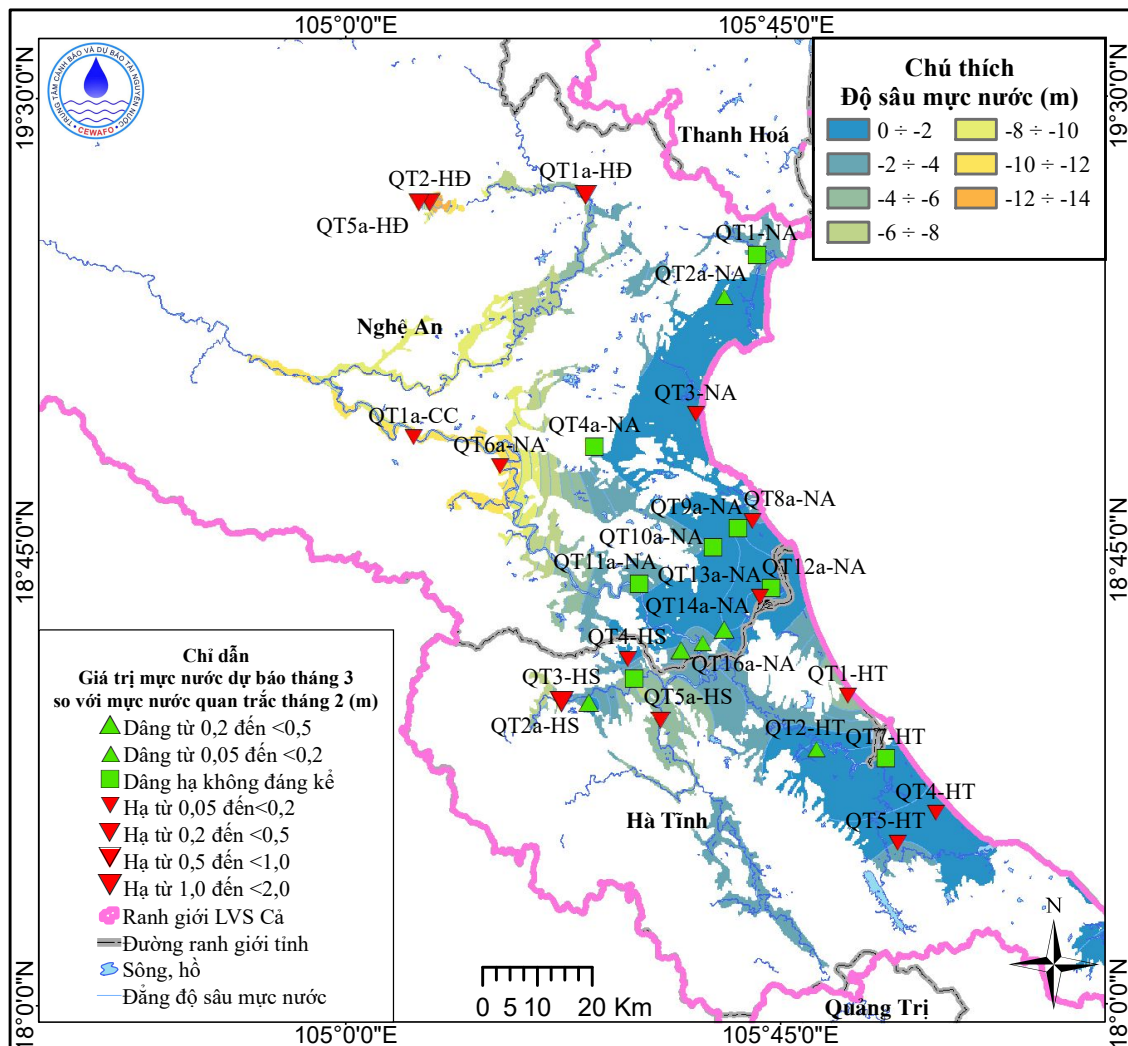 105°0'0"E
105°45'0"E
19°30'0"N
19°30'0"N
TRUNG TÂM CẢNH BÁO VÀ DỰ BÁO TÀI NGUYÊN NƯỚC
• CEWAFO •
Chú thích
Độ sâu mực nước (m)
0 ÷ -2
-2 ÷ -4
-4 ÷ -6
-6 ÷ -8
-8 ÷ -10
-10 ÷ -12
-12 ÷ -14
Thanh Hoá
QT2-HĐ
QT1a-HĐ
QT5a-HĐ
QT1-NA
QT2a-NA
Nghệ An
QT3-NA
QT1a-CC
QT4a-NA
QT6a-NA
QT9a-NA
QT8a-NA
QT10a-NA
18°45'0"N
18°45'0"N
QT11a-NA
QT13a-NA
QT12a-NA
QT14a-NA
QT4-HS
QT16a-NA
QT3-HS
QT5a-HS
QT1-HT
QT2a-HS
QT2-HT
QT7-HT
QT4-HT
QT5-HT
Hà Tĩnh
Chỉ dẫn
Giá trị mực nước dự báo tháng 3
so với mực nước quan trắc tháng 2 (m)
Dâng từ 0,2 đến <0,5
Dâng từ 0,05 đến <0,2
Dâng hạ không đáng kể
Hạ từ 0,05 đến<0,2
Hạ từ 0,2 đến <0,5
Hạ từ 0,5 đến <1,0
Hạ từ 1,0 đến <2,0
Ranh giới LVS Cả
Đường ranh giới tỉnh
Sông, hồ
Đẳng độ sâu mực nước
N
0 5 10 20 Km
Quảng Trị
18°0'0"N
18°0'0"N
105°0'0"E
105°45'0"E